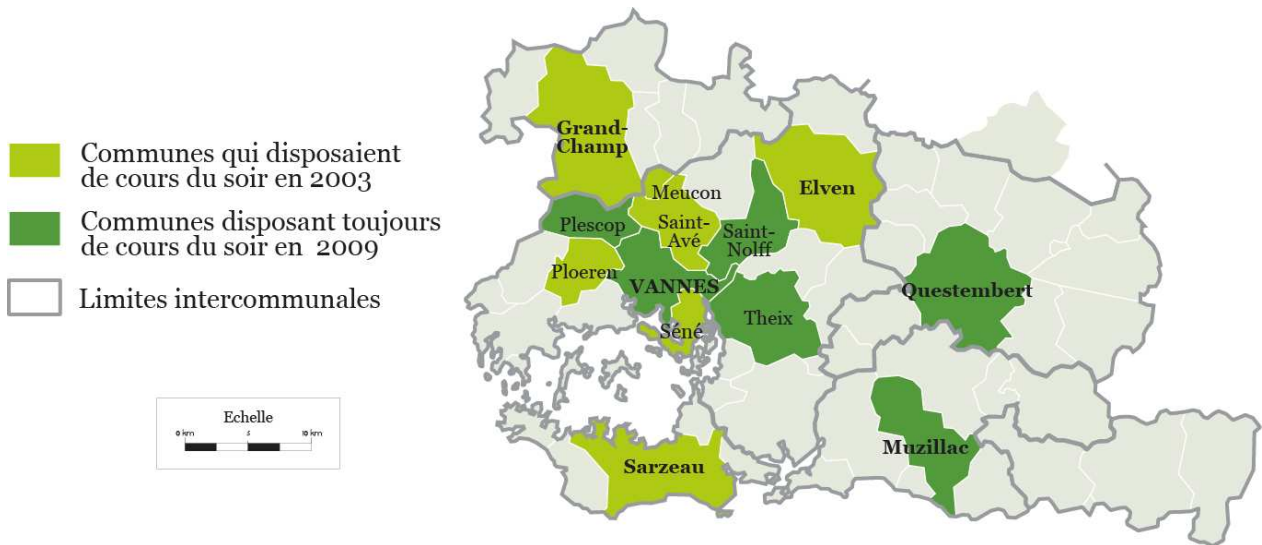 Communes qui disposaient
de cours du soir en 2003
Communes disposant toujours
de cours du soir en 2009
Limites intercommunales
Echelle
0 km 5 10 km
Grand-
Champ
Meucon
Elven
Plescop
Saint-
Avé
Saint-
Nolff
Ploeren
VANNES
Questembert
Theix
Séné
Muzillac
Sarzeau